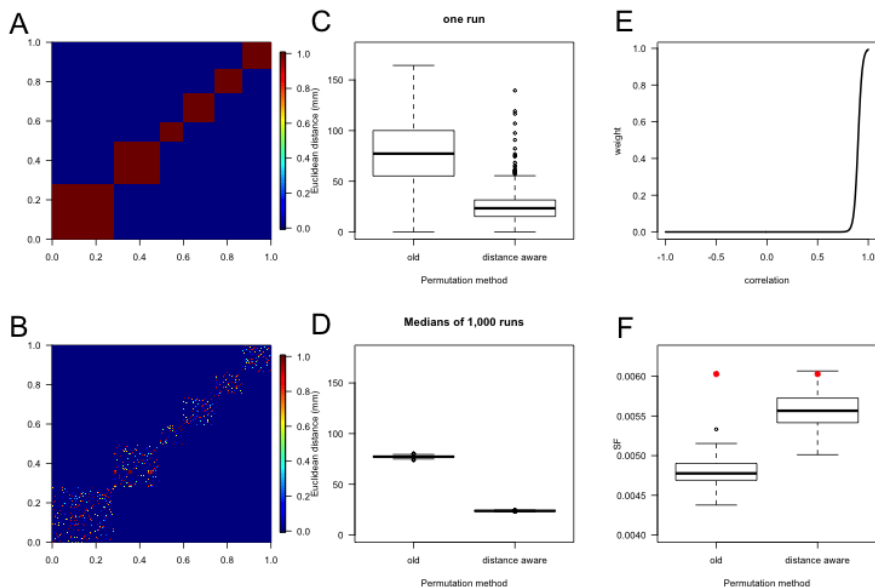 A
1.0
0.8
0.6
0.4
0.2
0.0
0.0 0.2 0.4 0.6 0.8 1.0
1.0
0.8
0.6
0.4
0.2
0.0
C
one run
Euclidean distance (mm)
150
100
50
0
old distance aware
Permutation method
E
weight
1.0
0.8
0.6
0.4
0.2
0.0
-1.0 -0.5 0.0 0.5 1.0
correlation
B
1.0
0.8
0.6
0.4
0.2
0.0
0.0 0.2 0.4 0.6 0.8 1.0
1.0
0.8
0.6
0.4
0.2
0.0
D
Medians of 1,000 runs
Euclidean distance (mm)
150
100
50
0
old distance aware
Permutation method
F
SF
0.0060
0.0055
0.0050
0.0045
0.0040
old distance aware
Permutation method